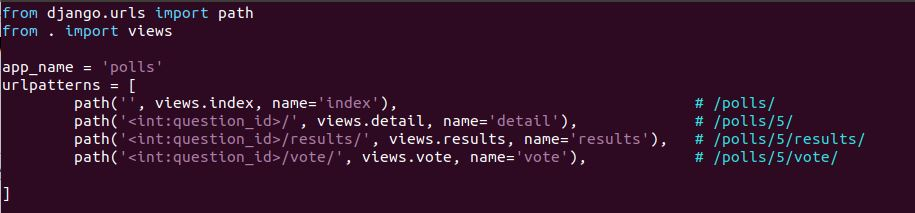 from django.urls import path
from . import views

app_name = 'polls'
urlpatterns = [
        path('', views.index, name='index'),                                 # /polls/
        path('<int:question_id>/', views.detail, name='detail'),             # /polls/5/
        path('<int:question_id>/results/', views.results, name='results'),   # /polls/5/results/
        path('<int:question_id>/vote/', views.vote, name='vote'),            # /polls/5/vote/

]